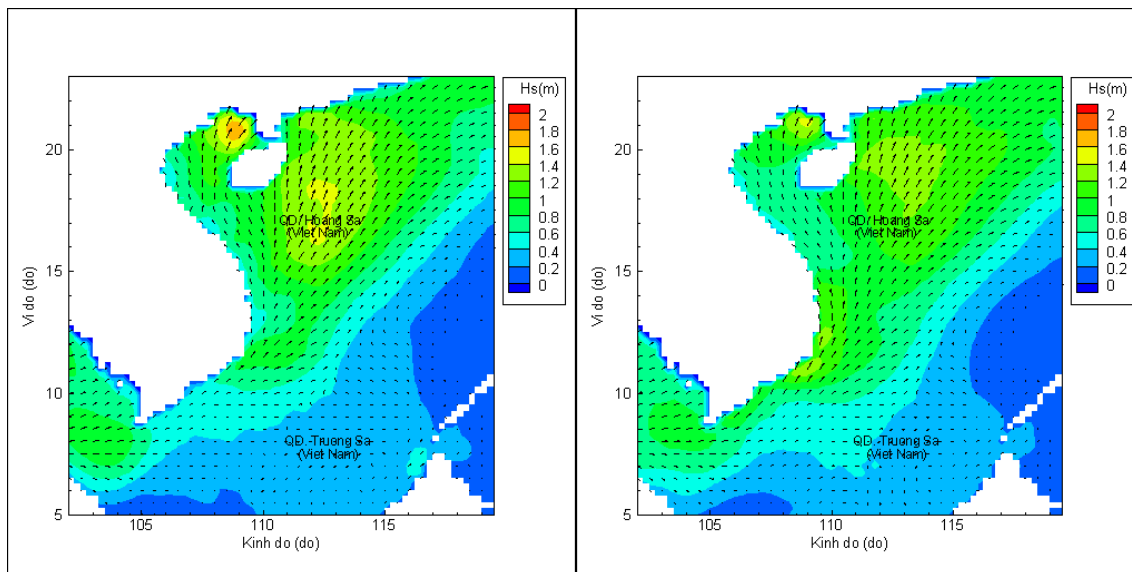 Hs(m)
2
1.8
1.6
1.4
1.2
1
0.8
0.6
0.4
0.2
0
20
15
10
5
Vi do (do)
QD. Hoang Sa
(Viet Nam)
QD. Truong Sa
(Viet Nam)
105
110
115
Kinh do (do)
Hs(m)
2
1.8
1.6
1.4
1.2
1
0.8
0.6
0.4
0.2
0
20
15
10
5
Vi do (do)
QD. Hoang Sa
(Viet Nam)
QD. Truong Sa
(Viet Nam)
105
110
115
Kinh do (do)